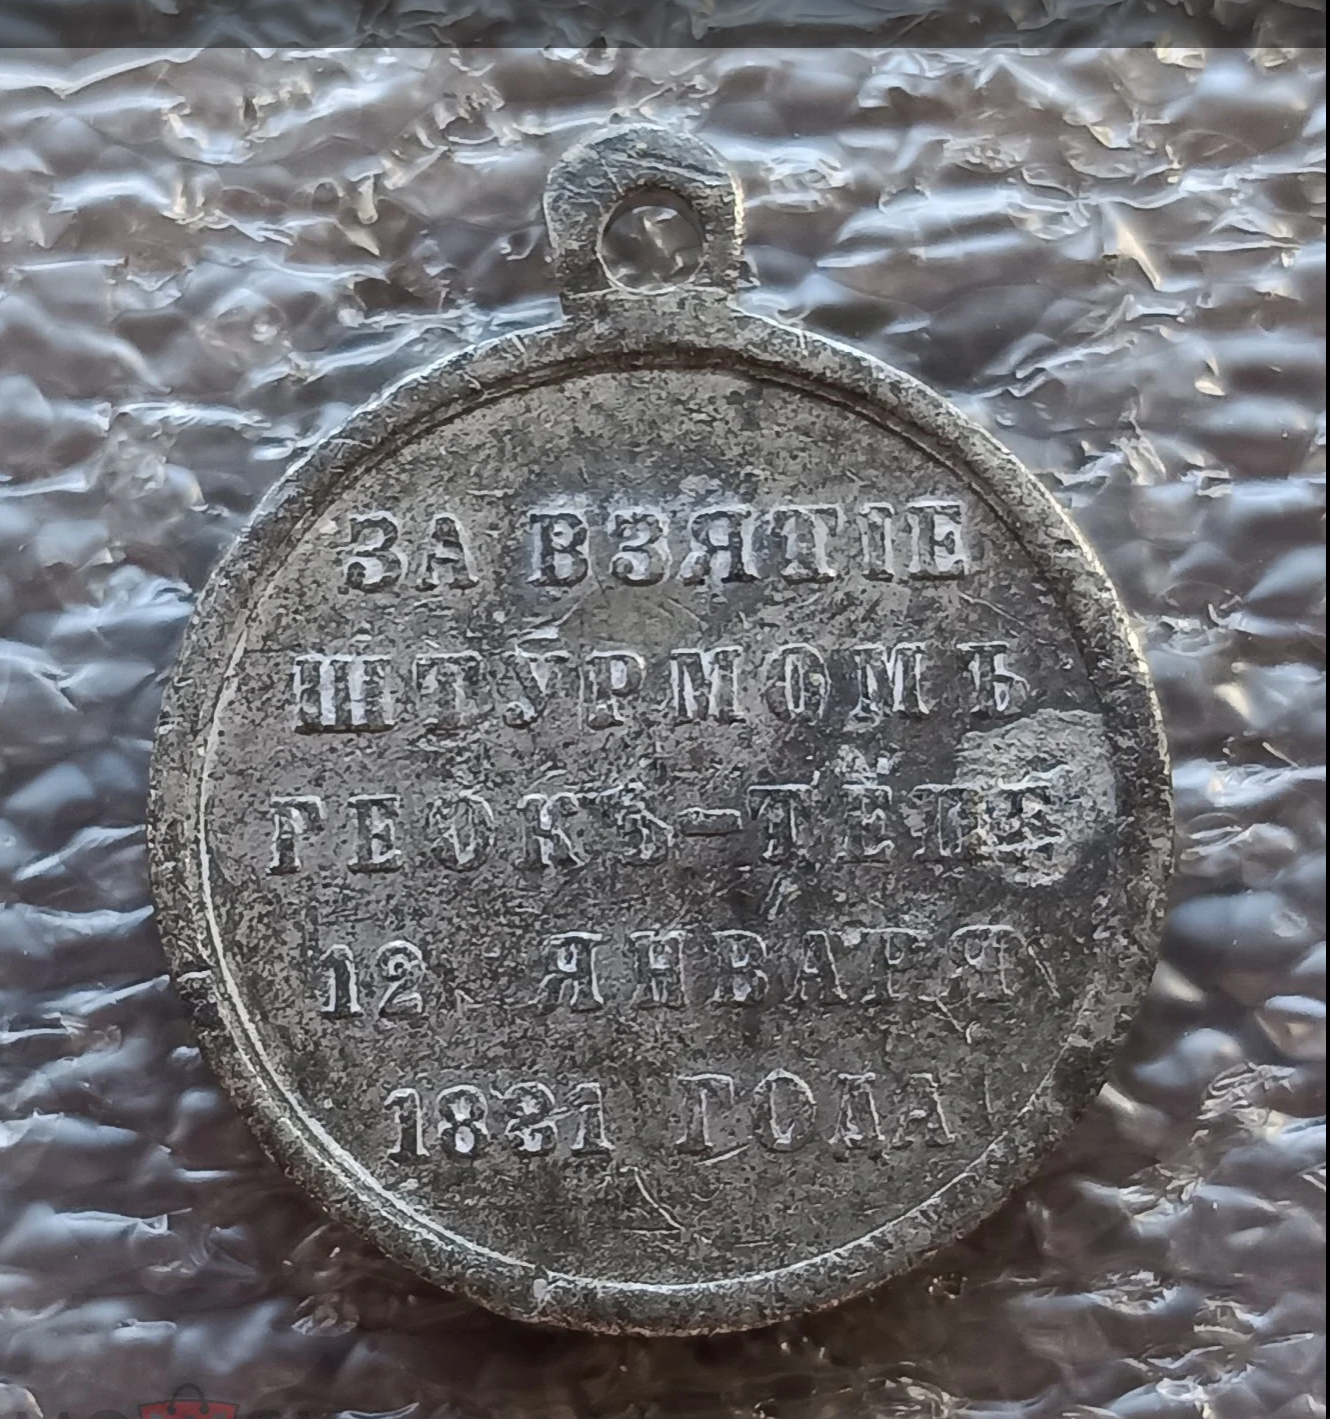 ЗА ВЗЯТІЕ
ШТУРМОМЪ
ГЕОКЪ-ТЕПЕ
12 ЯНВАРЯ
1881 ГОДА